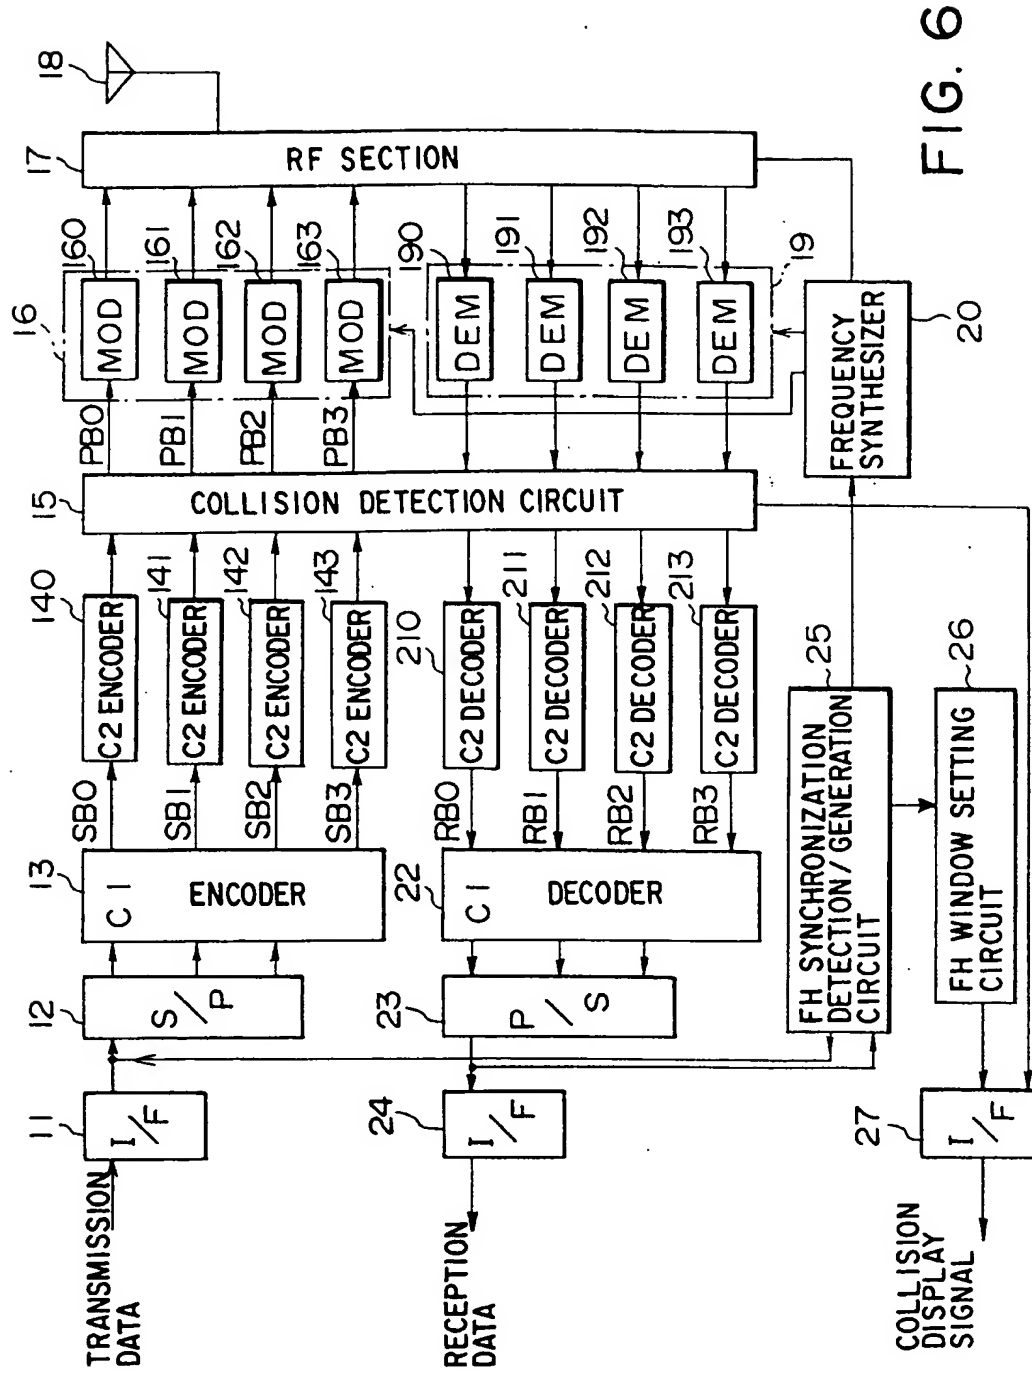 TRANSMISSION
DATA
11
I/F
12
S/P
13
C1
ENCODER
SB0
SB1
SB2
SB3
140
C2 ENCODER
141
C2 ENCODER
142
C2 ENCODER
143
C2 ENCODER
15
COLLISION DETECTION CIRCUIT
PB0
PB1
PB2
PB3
16
160
MOD
161
MOD
162
MOD
163
MOD
17
RF SECTION
18
RECEPTION
DATA
24
I/F
23
P/S
22
C1
DECODER
RB0
RB1
RB2
RB3
210
C2 DECODER
211
C2 DECODER
212
C2 DECODER
213
C2 DECODER
190
DEM
191
DEM
192
DEM
193
DEM
19
FH SYNCHRONIZATION
DETECTION/GENERATION
CIRCUIT
25
FREQUENCY
SYNTHESIZER
20
FH WINDOW SETTING
CIRCUIT
26
COLLISION
DISPLAY
SIGNAL
27
I/F
FIG. 6